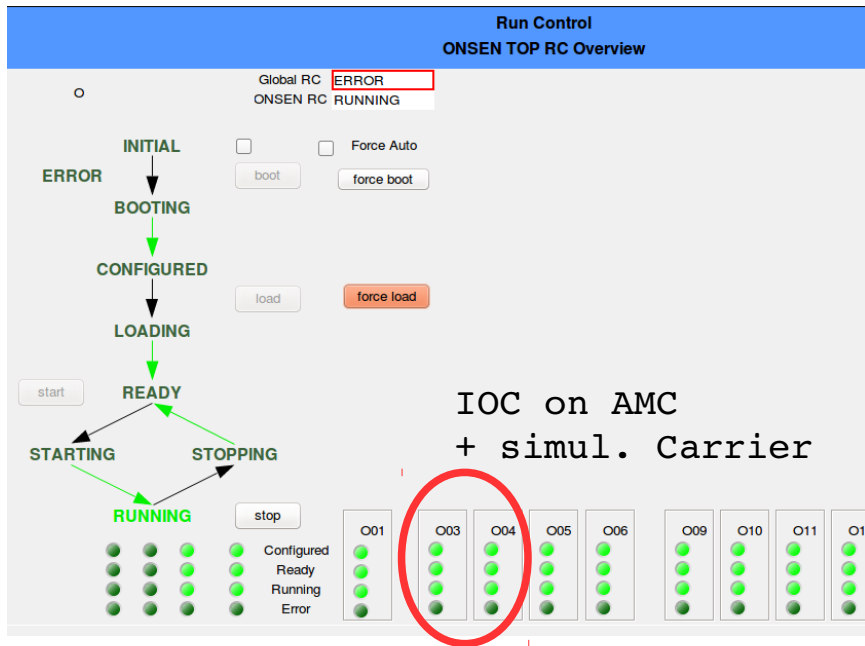 Run Control
ONSEN TOP RC Overview
Global RC ERROR
O
ONSEN RC RUNNING
INITIAL
Force Auto
ERROR
boot
force boot
BOOTING
CONFIGURED
load
force load
LOADING
start
READY
IOC on AMC
+ simul. Carrier
STARTING
STOPPING
RUNNING
stop
O01 O03 O04 O05 O06 O09 O10 O11
Configured
Ready
Running
Error